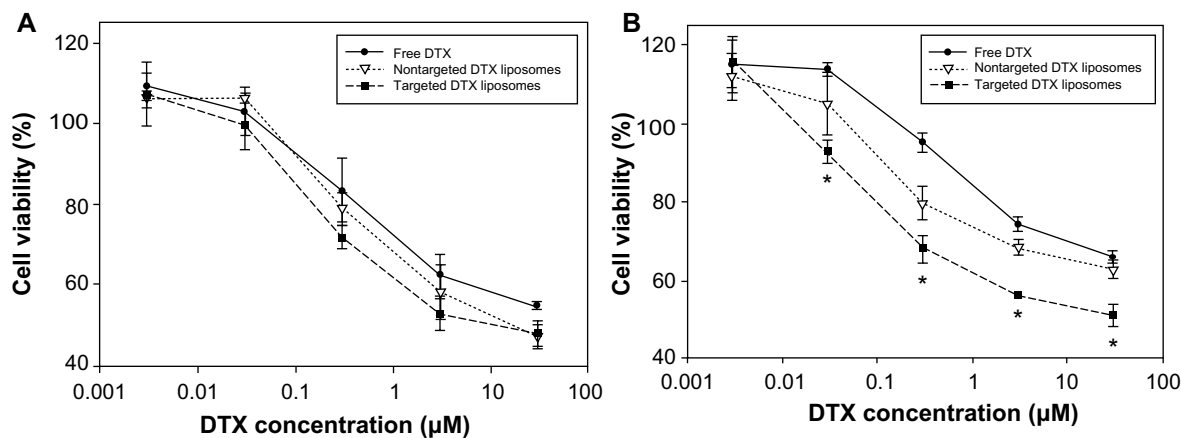 A
120
100
80
60
40
Cell viability (%)
Free DTX
Nontargeted DTX liposomes
Targeted DTX liposomes
0.001 0.01 0.1 1 10 100
DTX concentration (µM)
B
120
100
80
60
40
Cell viability (%)
Free DTX
Nontargeted DTX liposomes
Targeted DTX liposomes
*
*
*
*
0.001 0.01 0.1 1 10 100
DTX concentration (µM)